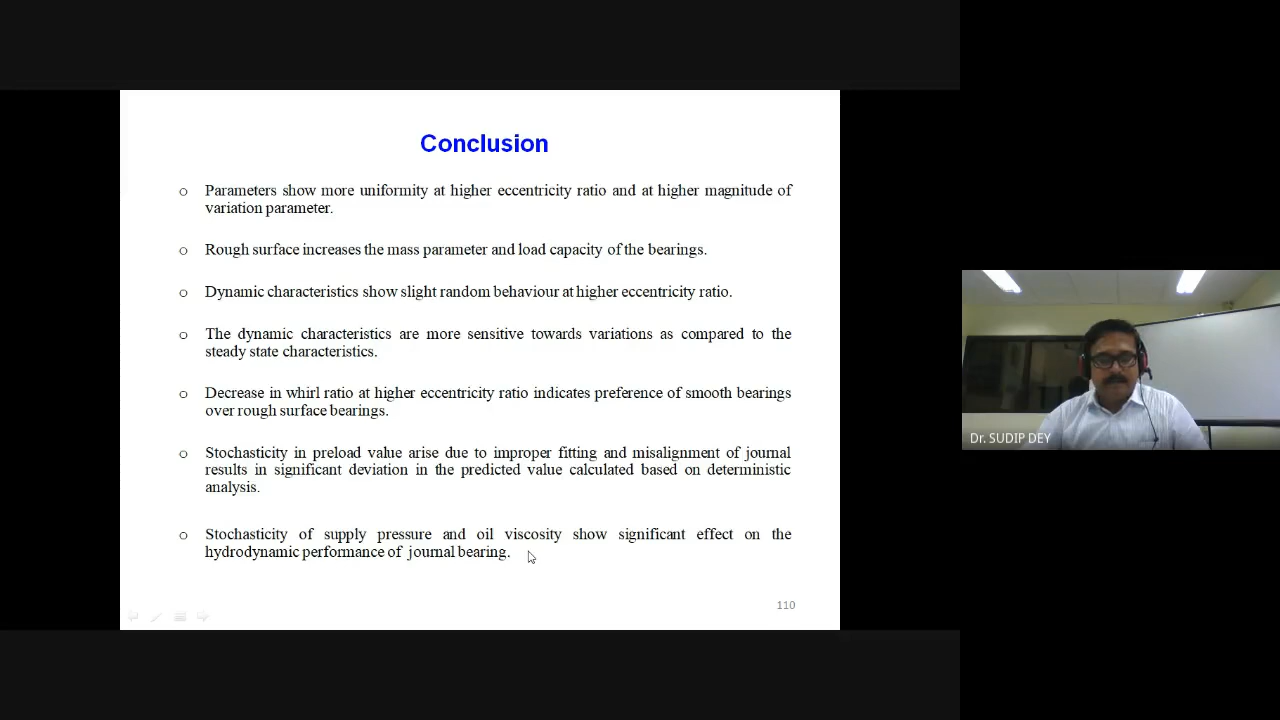 Conclusion
o Parameters show more uniformity at higher eccentricity ratio and at higher magnitude of
variation parameter.
o Rough surface increases the mass parameter and load capacity of the bearings.
o Dynamic characteristics show slight random behaviour at higher eccentricity ratio.
o The dynamic characteristics are more sensitive towards variations as compared to the
steady state characteristics.
o Decrease in whirl ratio at higher eccentricity ratio indicates preference of smooth bearings
over rough surface bearings.
o Stochasticity in preload value arise due to improper fitting and misalignment of journal
results in significant deviation in the predicted value calculated based on deterministic
analysis.
o Stochasticity of supply pressure and oil viscosity show significant effect on the
hydrodynamic performance of journal bearing.
110
Dr. SUDIP DEY